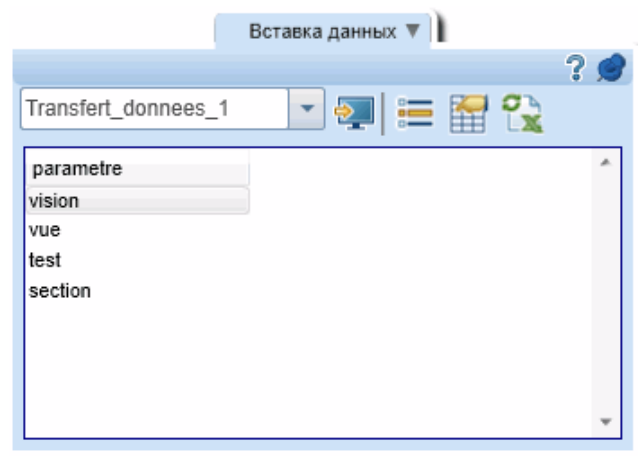 Вставка данных
Transfert_donnees_1
parametre
vision
vue
test
section